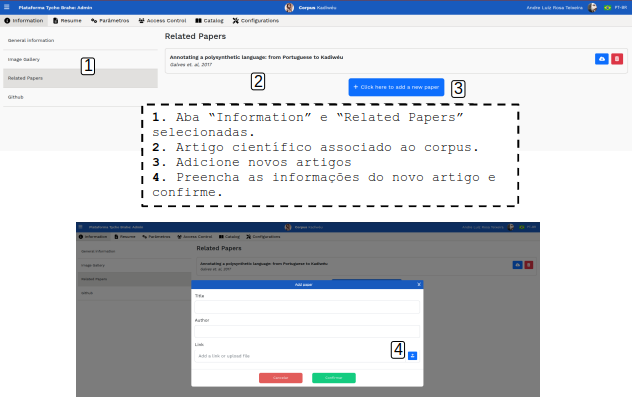 Plataforma Tycho Brahe: Admin
Corpus Kadiwéu
Andre Luiz Rosa Teixeira
PT-BR
Information
Resume
Parâmetros
Access Control
Catalog
Configurations
General information
Image Gallery
Related Papers
Github
1
Related Papers
Annotating a polysynthetic language: from Portuguese to Kadiwéu
Galves et. al, 2017
2
+ Click here to add a new paper
3
1. Aba “Information” e “Related Papers”
selecionadas.
2. Artigo científico associado ao corpus.
3. Adicione novos artigos
4. Preencha as informações do novo artigo e
confirme.
Plataforma Tycho Brahe: Admin
Corpus Kadiwéu
Andre Luiz Rosa Teixeira
PT-BR
Information
Resume
Parâmetros
Access Control
Catalog
Configurations
General information
Image Gallery
Related Papers
Github
Related Papers
Annotating a polysynthetic language: from Portuguese to Kadiwéu
Galves et. al, 2017
Add paper
X
Title
Author
Link
Add a link or upload file
4
Cancelar
Confirmar